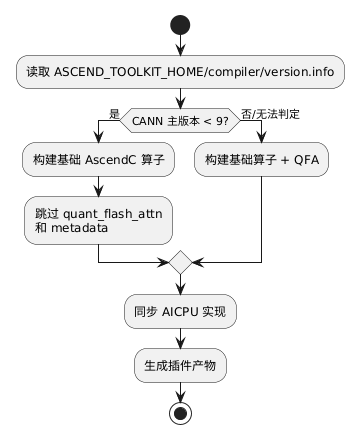 读取 ASCEND_TOOLKIT_HOME/compiler/version.info
是
CANN 主版本 < 9?
否/无法判定
构建基础 AscendC 算子
构建基础算子 + QFA
跳过 quant_flash_attn
和 metadata
同步 AICPU 实现
生成插件产物